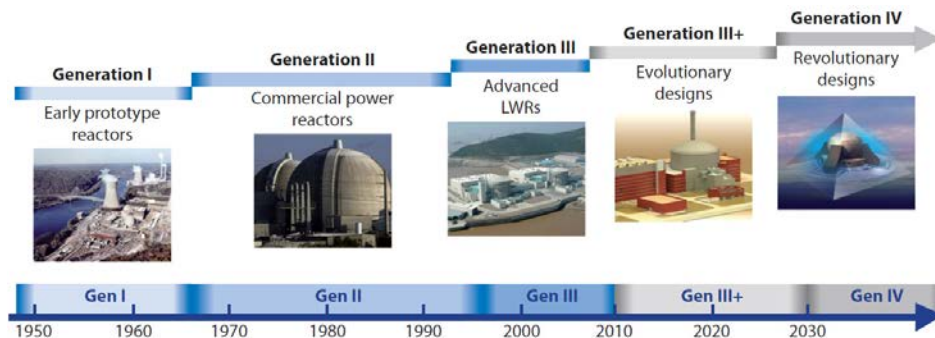 Generation I
Early prototype
reactors
Generation II
Commercial power
reactors
Generation III
Advanced
LWRs
Generation III+
Evolutionary
designs
Generation IV
Revolutionary
designs
Gen I
Gen II
Gen III
Gen III+
Gen IV
1950
1960
1970
1980
1990
2000
2010
2020
2030